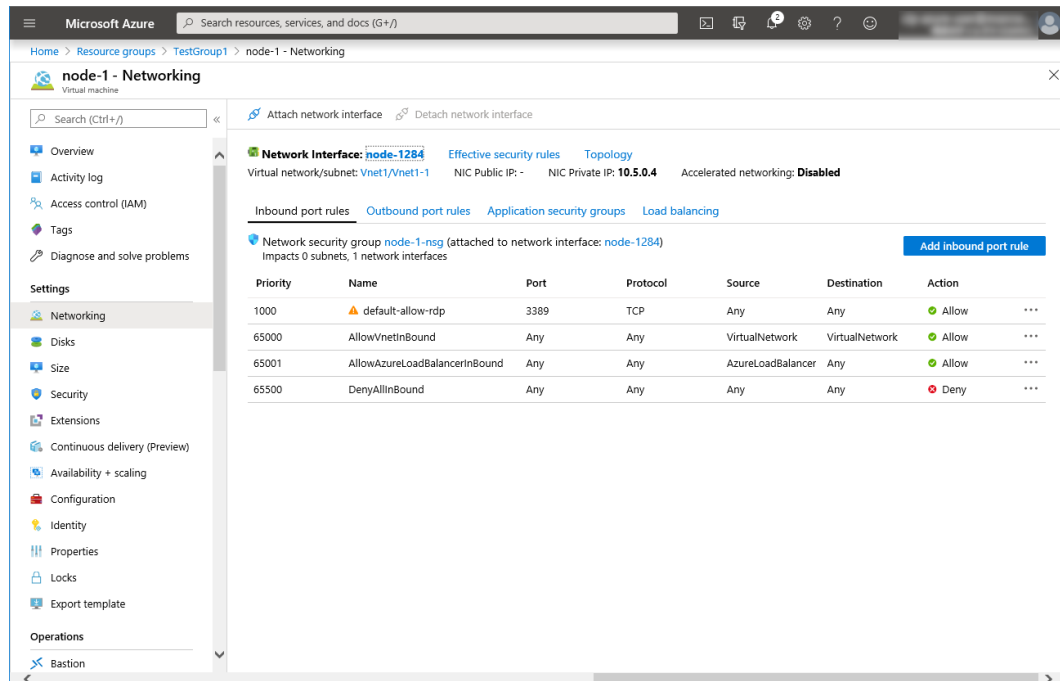 Microsoft Azure
Search resources, services, and docs (G+/)
2
Home > Resource groups > TestGroup1 > node-1 - Networking
node-1 - Networking
Virtual machine
Search (Ctrl+/)
Overview
Activity log
Access control (IAM)
Tags
Diagnose and solve problems
Settings
Networking
Disks
Size
Security
Extensions
Continuous delivery (Preview)
Availability + scaling
Configuration
Identity
Properties
Locks
Export template
Operations
Bastion
Attach network interface Detach network interface
Network Interface: node-1284 Effective security rules Topology
Virtual network/subnet: Vnet1/Vnet1-1 NIC Public IP: - NIC Private IP: 10.5.0.4 Accelerated networking: Disabled
Inbound port rules Outbound port rules Application security groups Load balancing
Network security group node-1-nsg (attached to network interface: node-1284)
Impacts 0 subnets, 1 network interfaces
Add inbound port rule
Priority Name Port Protocol Source Destination Action
1000 default-allow-rdp 3389 TCP Any Any Allow ...
65000 AllowVnetInBound Any Any VirtualNetwork VirtualNetwork Allow ...
65001 AllowAzureLoadBalancerInBound Any Any AzureLoadBalancer Any Allow ...
65500 DenyAllInBound Any Any Any Any Deny ...